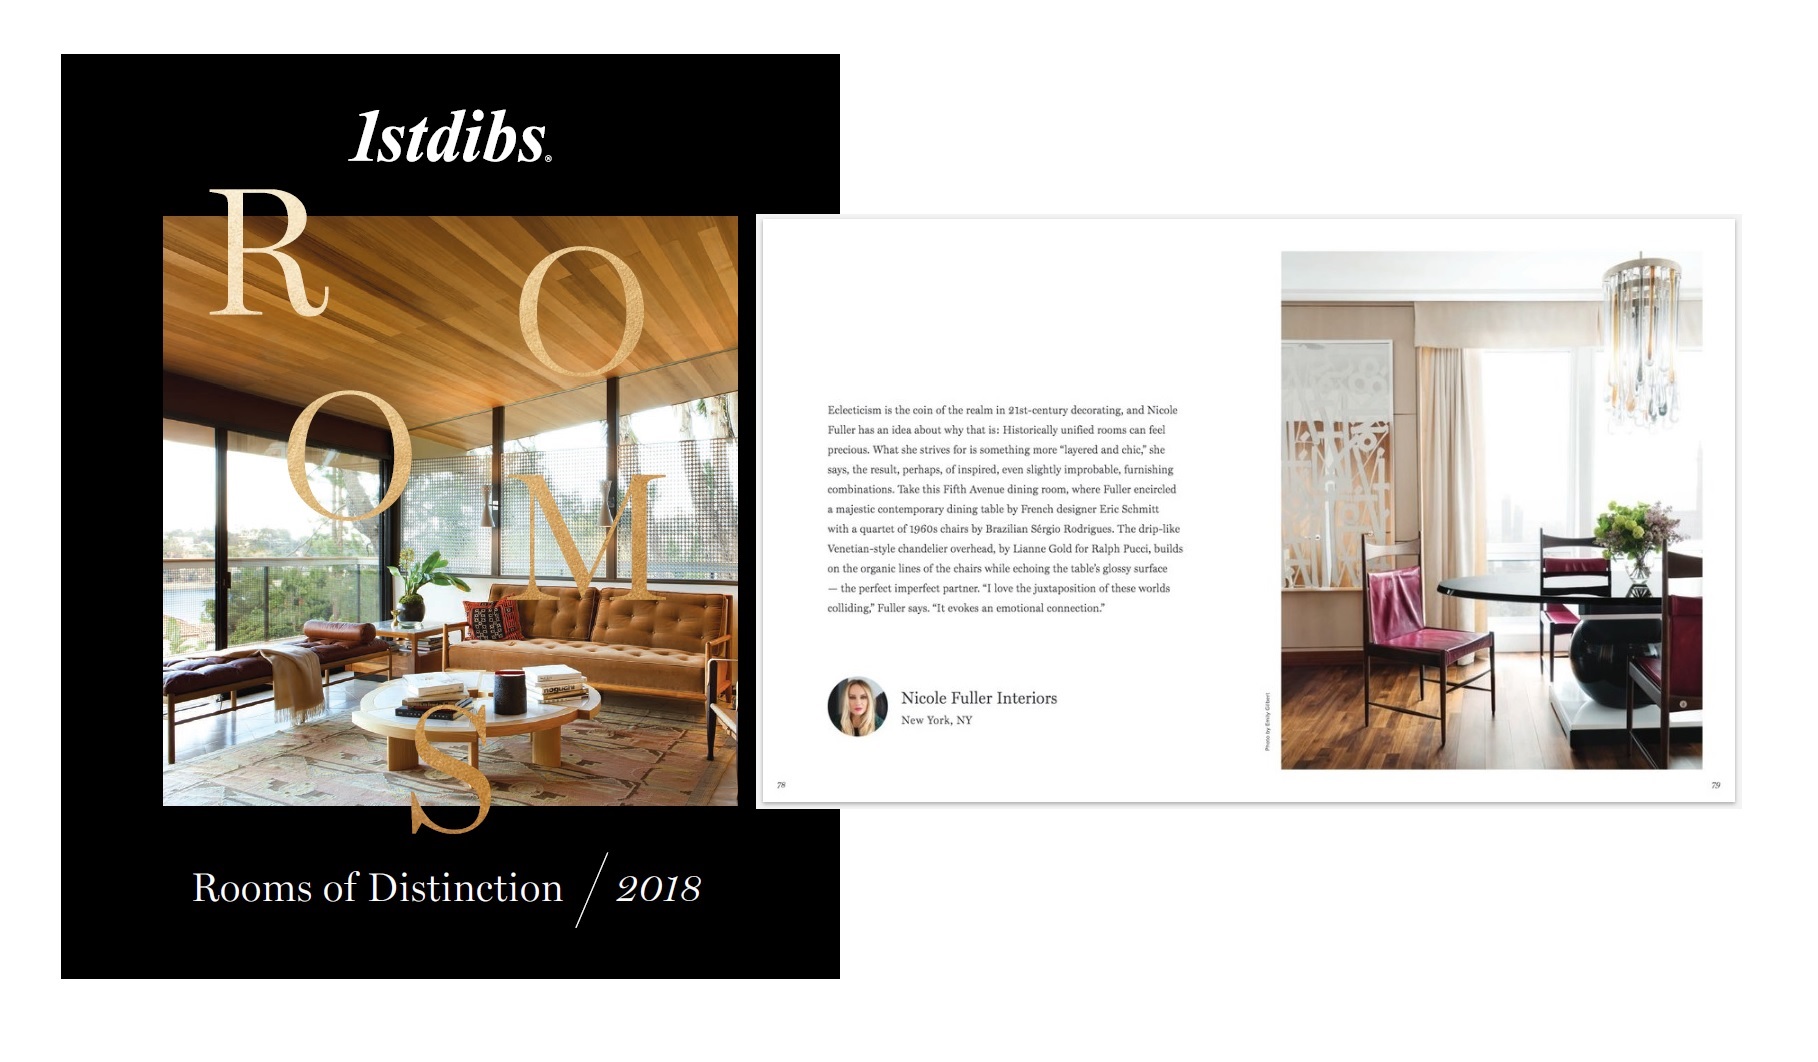 1stdibs®
ROOMS
Rooms of Distinction / 2018
Eclecticism is the coin of the realm in 21st-century decorating, and Nicole
Fuller has an idea about why that is: Historically unified rooms can feel
precious. What she strives for is something more “layered and chic,” she
says, the result, perhaps, of inspired, even slightly improbable, furnishing
combinations. Take this Fifth Avenue dining room, where Fuller encircled
a majestic contemporary dining table by French designer Eric Schmitt
with a quartet of 1960s chairs by Brazilian Sérgio Rodrigues. The drip-like
Venetian-style chandelier overhead, by Lianne Gold for Ralph Pucci, builds
on the organic lines of the chairs while echoing the table’s glossy surface
— the perfect imperfect partner. “I love the juxtaposition of these worlds
colliding,” Fuller says. “It evokes an emotional connection.”
Nicole Fuller Interiors
New York, NY
Photo by Emily Gilbert
78
79